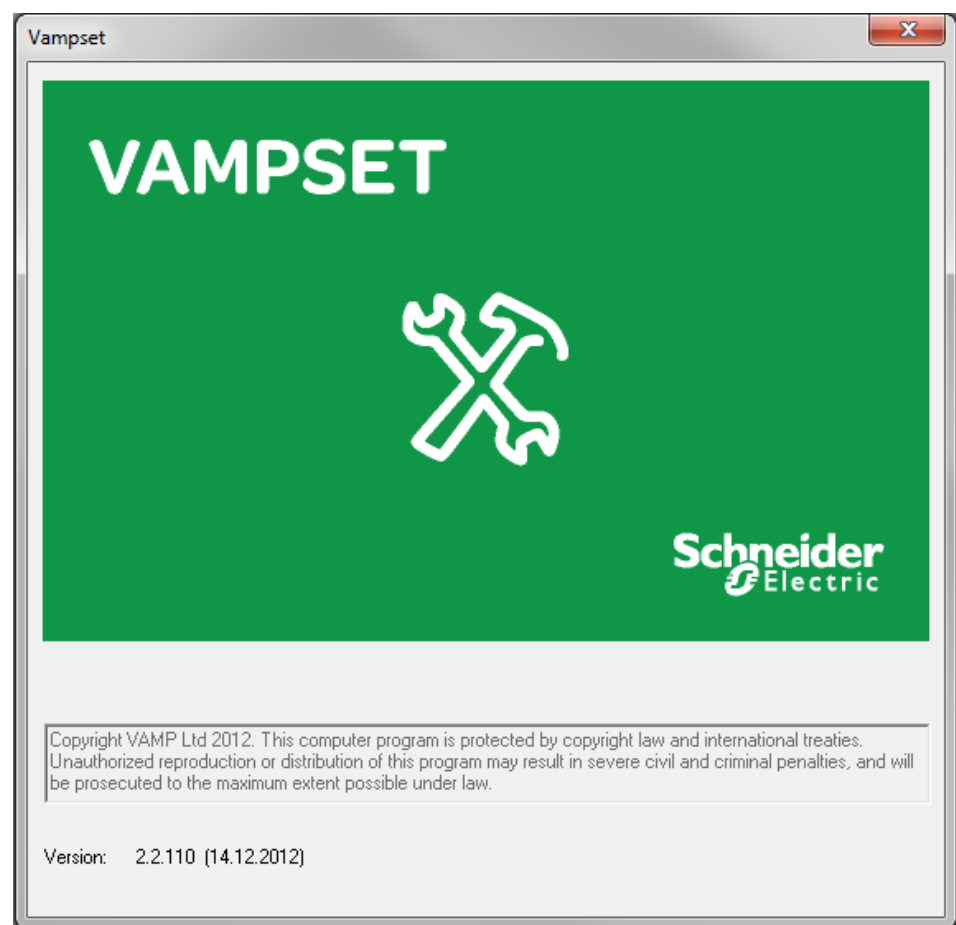 Vampset
VAMPSET
Schneider
Electric
Copyright VAMP Ltd 2012. This computer program is protected by copyright law and international treaties.
Unauthorized reproduction or distribution of this program may result in severe civil and criminal penalties, and will
be prosecuted to the maximum extent possible under law.
Version: 2.2.110 (14.12.2012)